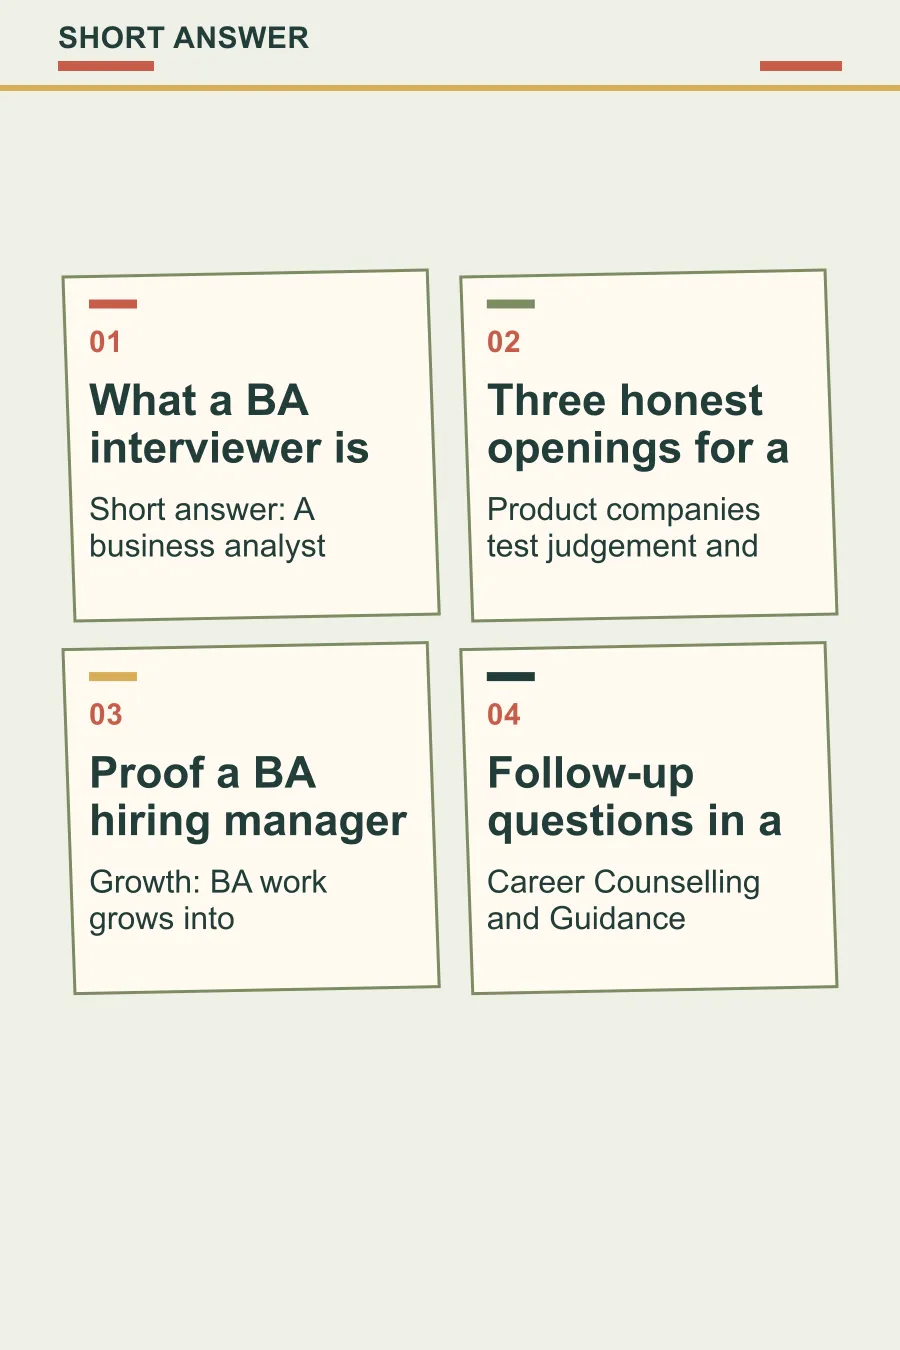 SHORT ANSWER
01
What a BA
interviewer is
Short answer: A
business analyst
02
Three honest
openings for a
Product companies
test judgement and
03
Proof a BA
hiring manager
Growth: BA work
grows into
04
Follow-up
questions in a
Career Counselling
and Guidance